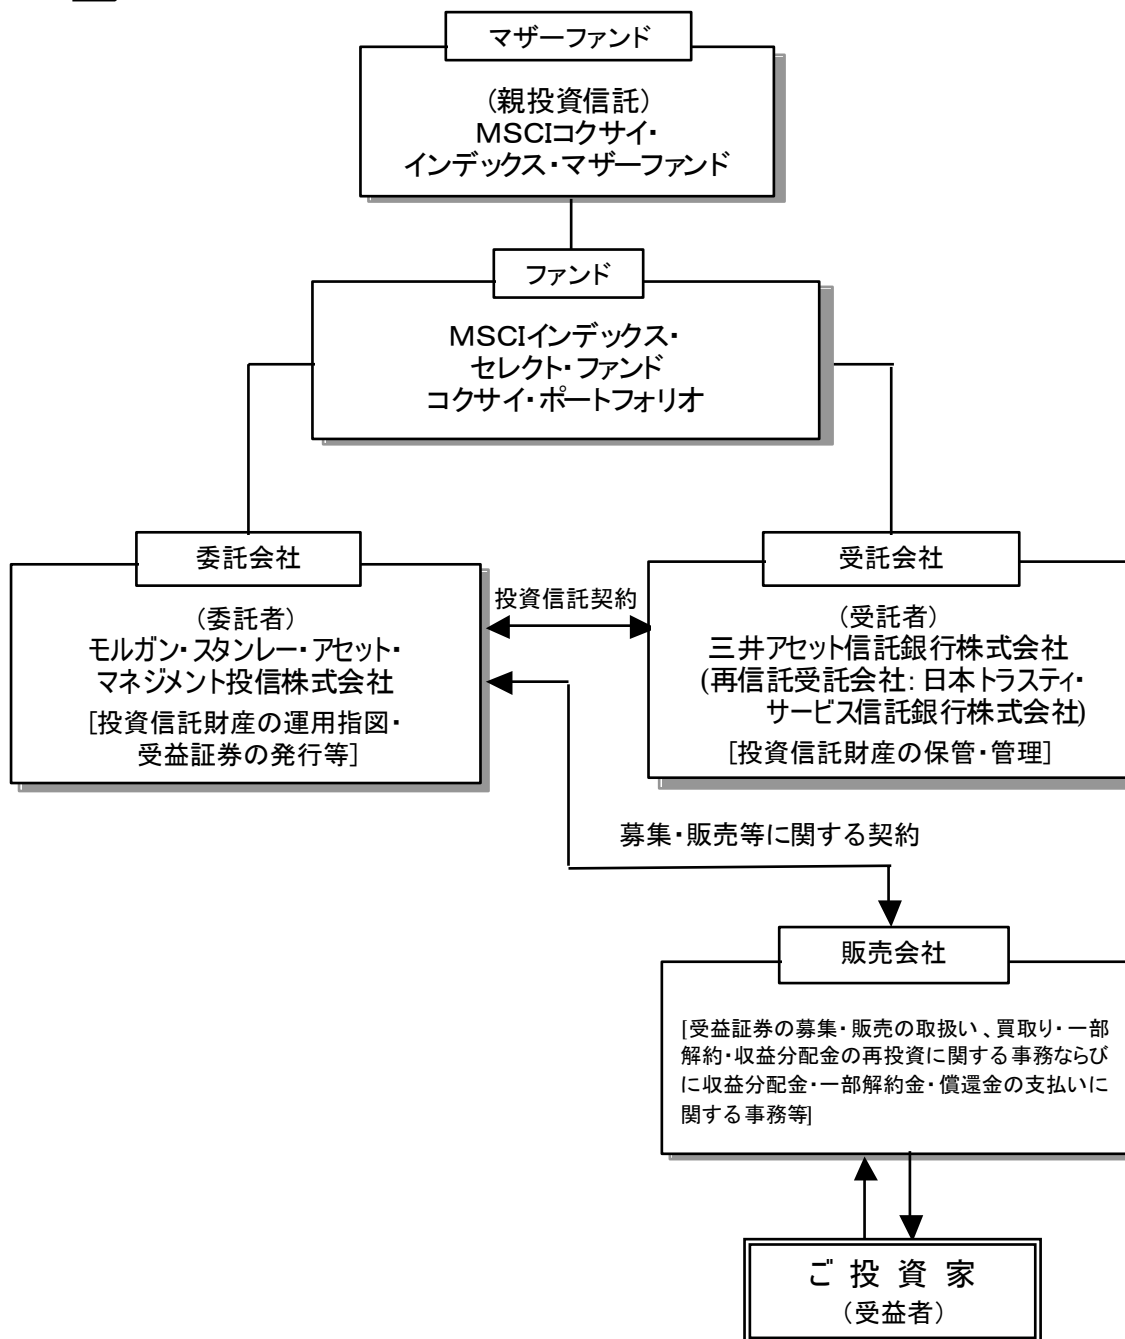 マザーファンド
(親投資信託)
MSCIコクサイ・
インデックス・マザーファンド
ファンド
MSCIインデックス・
セレクト・ファンド
コクサイ・ポートフォリオ
委託会社
(委託者)
モルガン・スタンレー・アセット・
マネジメント投信株式会社
[投資信託財産の運用指図・
受益証券の発行等]
投資信託契約
受託会社
(受託者)
三井アセット信託銀行株式会社
(再信託受託会社:日本トラスティ・
サービス信託銀行株式会社)
[投資信託財産の保管・管理]
募集・販売等に関する契約
販売会社
[受益証券の募集・販売の取扱い、買取り・一部
解約・収益分配金の再投資に関する事務ならび
に収益分配金・一部解約金・償還金の支払いに
関する事務等]
ご投資家
(受益者)